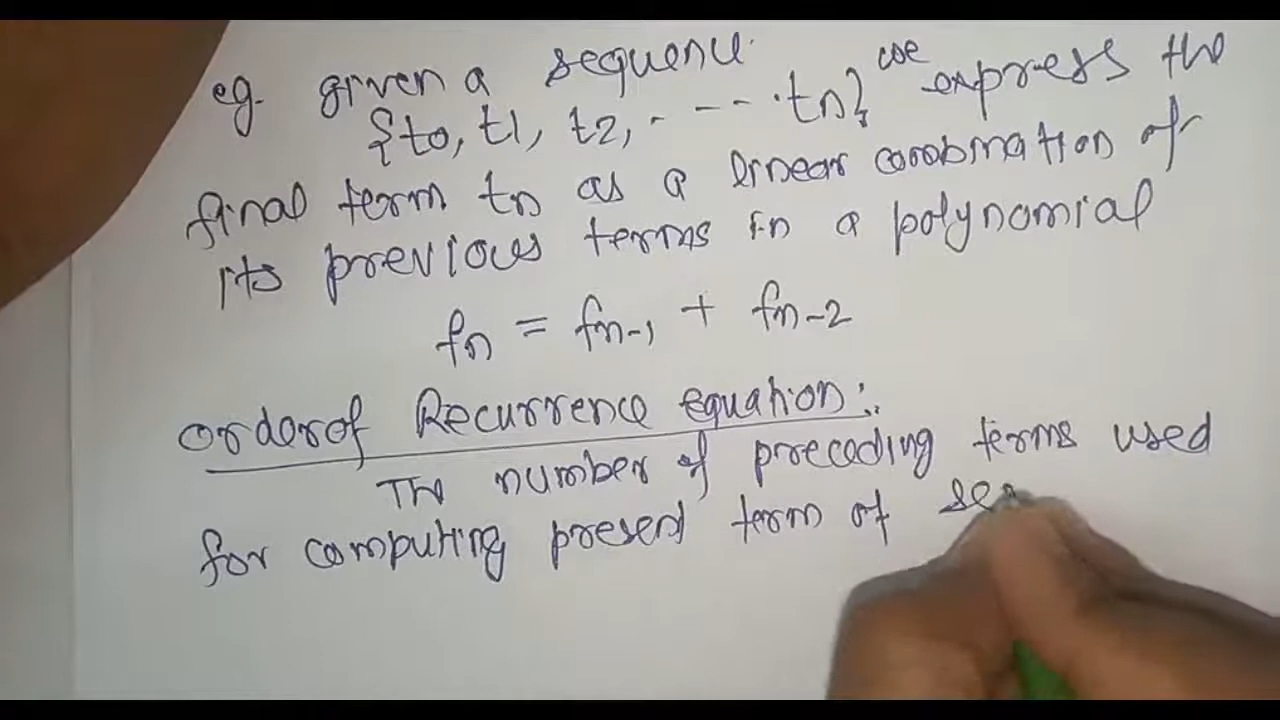 eg. given a sequence
{t0, t1, t2, - - - - . tn} we express the
final term tn as a linear combination of
its previous terms in a polynomial
fn = fn-1 + fn-2
order of Recurrence equation:.
The number of preceding terms used
for computing present term of se